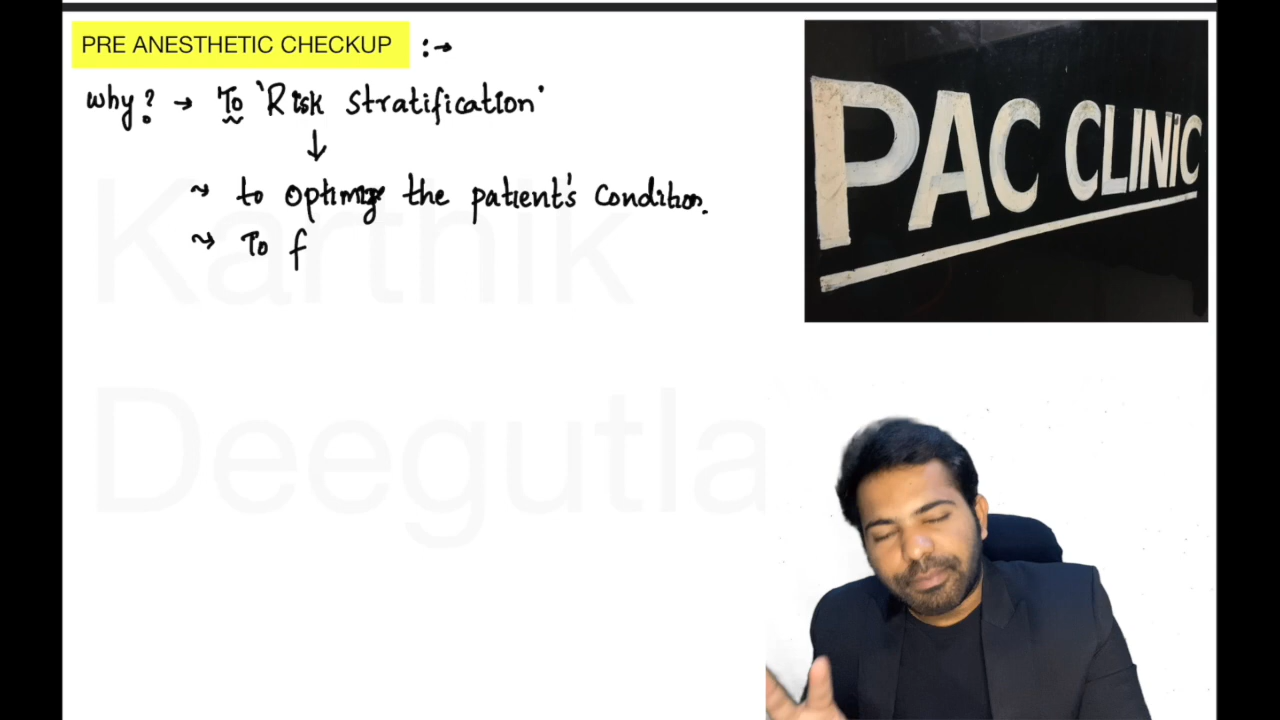 PRE ANESTHETIC CHECKUP :→
Why? → To 'Risk Stratification'
↓
~> to optimize the patient's condition.
~> To f
PAC CLINIC
Karthik
Deegutla